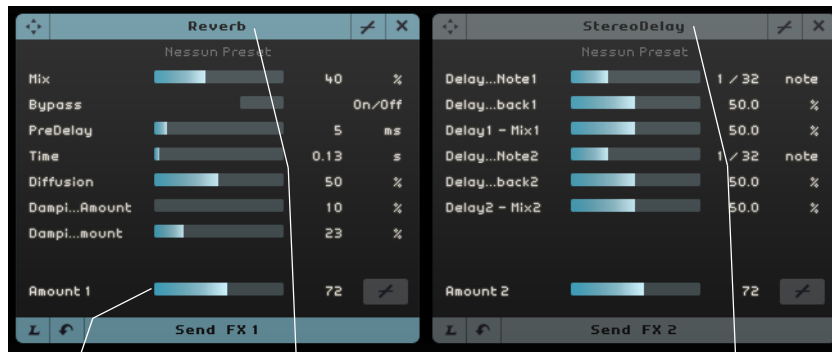 Reverb
Nessun Preset
Mix 40 %
Bypass On/Off
PreDelay 5 ms
Time 0.13 s
Diffusion 50 %
Dampi...Amount 10 %
Dampi...mount 23 %
Amount 1 72
L Send FX 1
StereoDelay
Nessun Preset
Delay...Note1 1 / 32 note
Delay...back1 50.0 %
Delay1 - Mix1 50.0 %
Delay...Note2 1 / 32 note
Delay...back2 50.0 %
Delay2 - Mix2 50.0 %
Amount 2 72
L Send FX 2